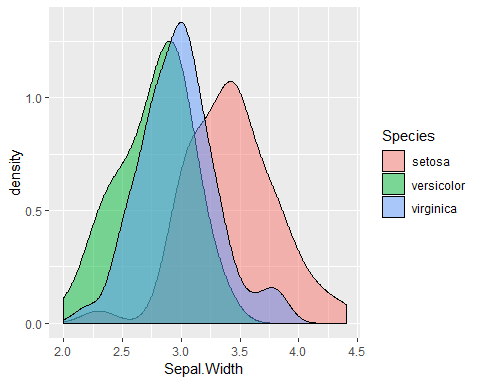 density
1.0
0.5
0.0
2.0 2.5 3.0 3.5 4.0 4.5
Sepal.Width
Species
setosa
versicolor
virginica